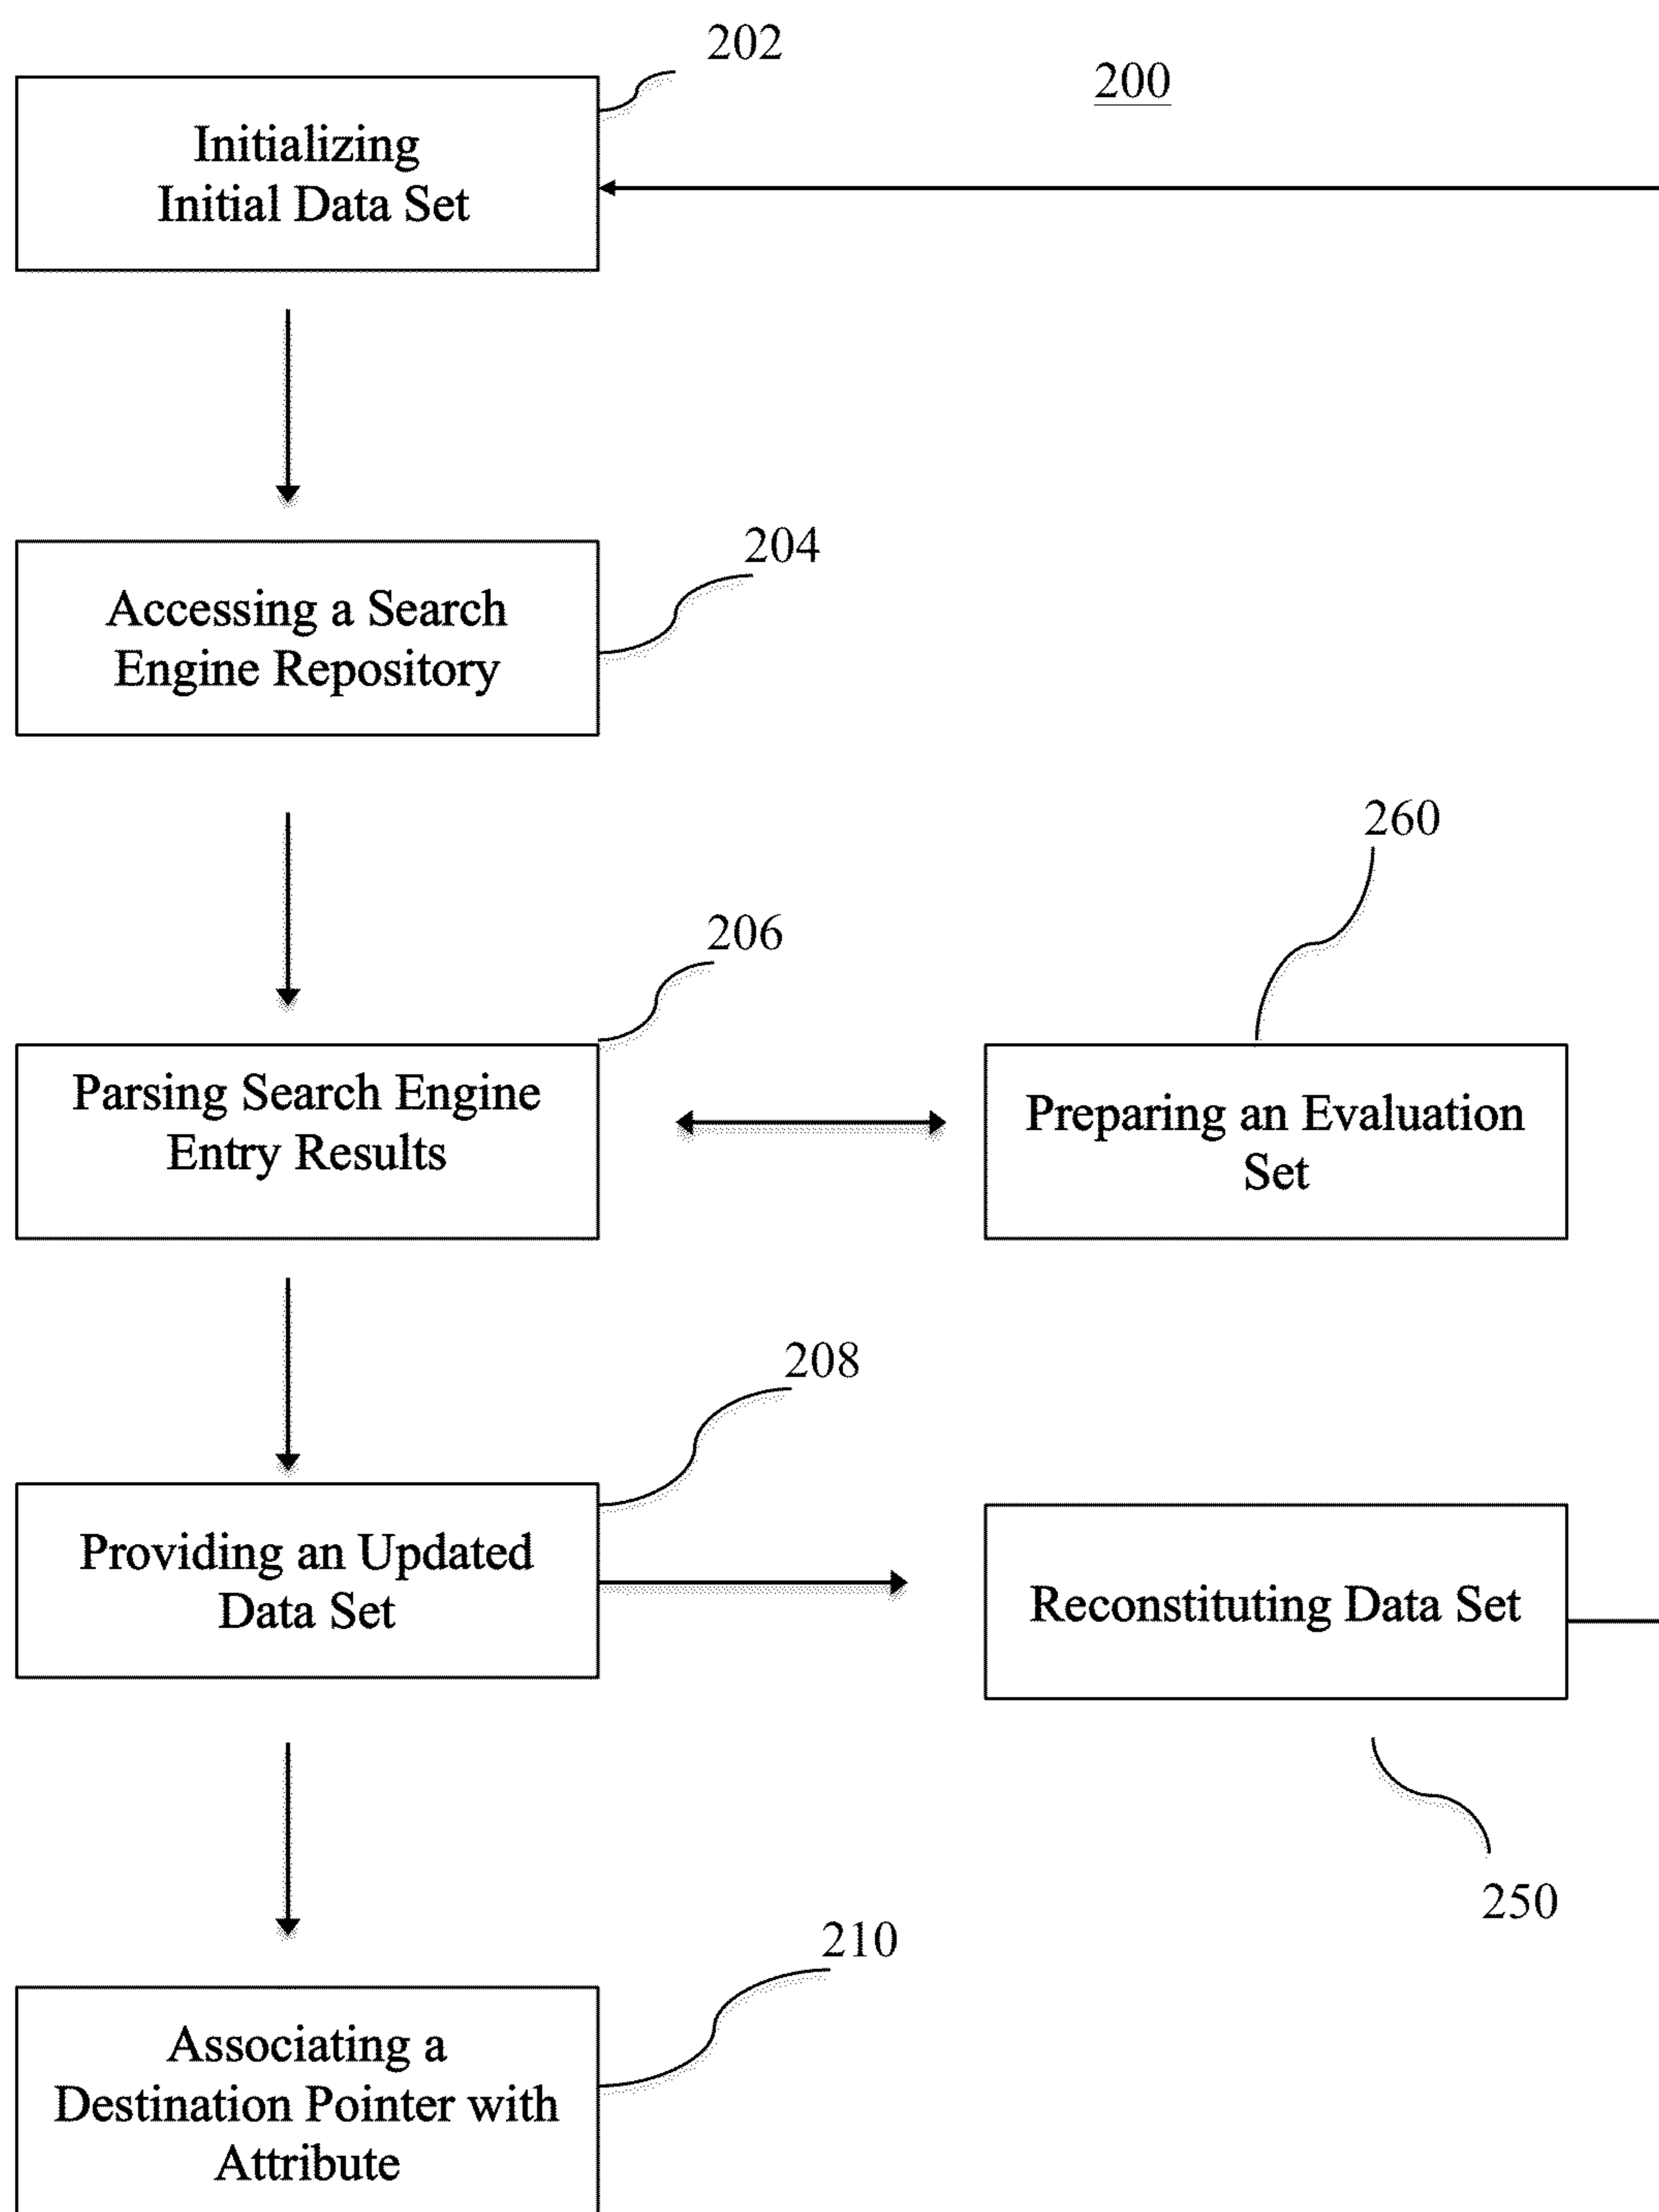 202
200
Initializing
Initial Data Set
204
Accessing a Search
Engine Repository
260
206
Parsing Search Engine
Entry Results
Preparing an Evaluation
Set
208
Providing an Updated
Data Set
Reconstituting Data Set
250
210
Associating a
Destination Pointer with
Attribute